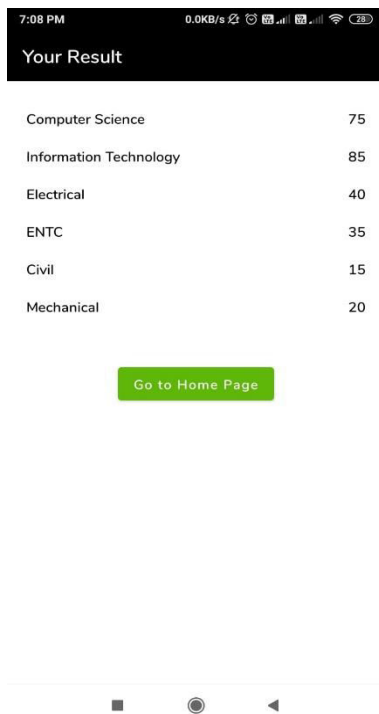 7:08 PM 0.0KB/s 28
Your Result
Computer Science 75
Information Technology 85
Electrical 40
ENTC 35
Civil 15
Mechanical 20
Go to Home Page